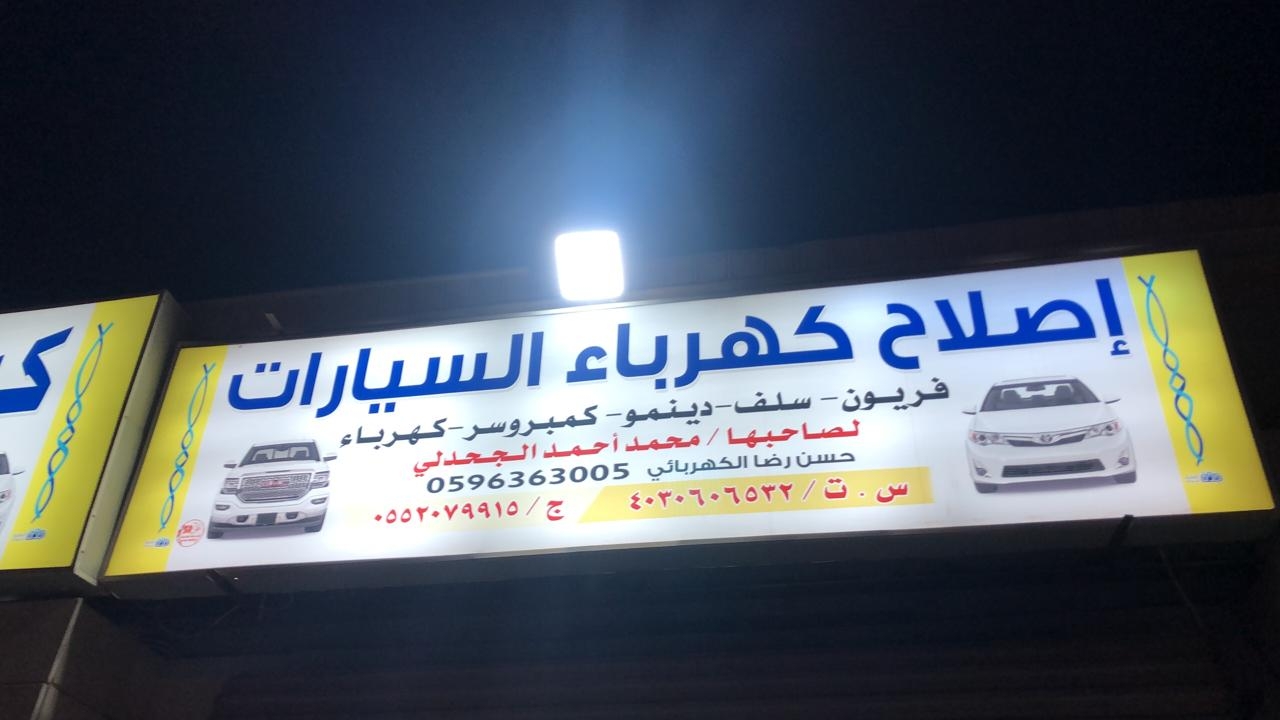 إصلاح كهرباء السيارات
فريون - سلف-دينمو- كمبروسر-كهرباء
لصاحبها / محمد أحمد الجحدلي
حسن رضا الكهربائي 0596363005
س . ت / ٤٠٣٠٦٠٦٥٣٢ ج / ٠٥٥٢٠٧٩٩١٥